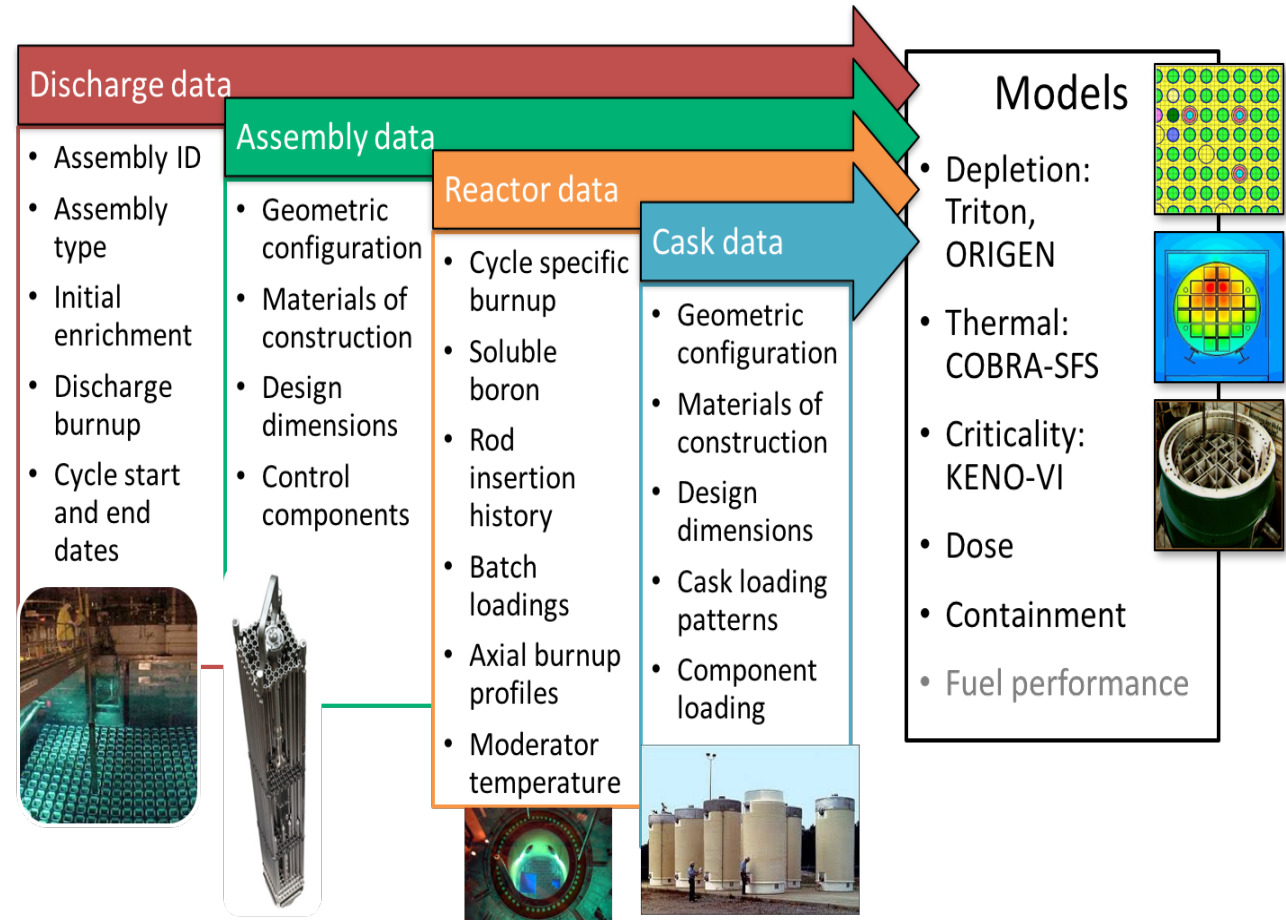 Discharge data
• Assembly ID
• Assembly
type
• Initial
enrichment
• Discharge
burnup
• Cycle start
and end
dates
Assembly data
• Geometric
configuration
• Materials of
construction
• Design
dimensions
• Control
components
Reactor data
• Cycle specific
burnup
• Soluble
boron
• Rod
insertion
history
• Batch
loadings
• Axial burnup
profiles
• Moderator
temperature
Cask data
• Geometric
configuration
• Materials of
construction
• Design
dimensions
• Cask loading
patterns
• Component
loading
Models
• Depletion:
Triton,
ORIGEN
• Thermal:
COBRA-SFS
• Criticality:
KENO-VI
• Dose
• Containment
• Fuel performance